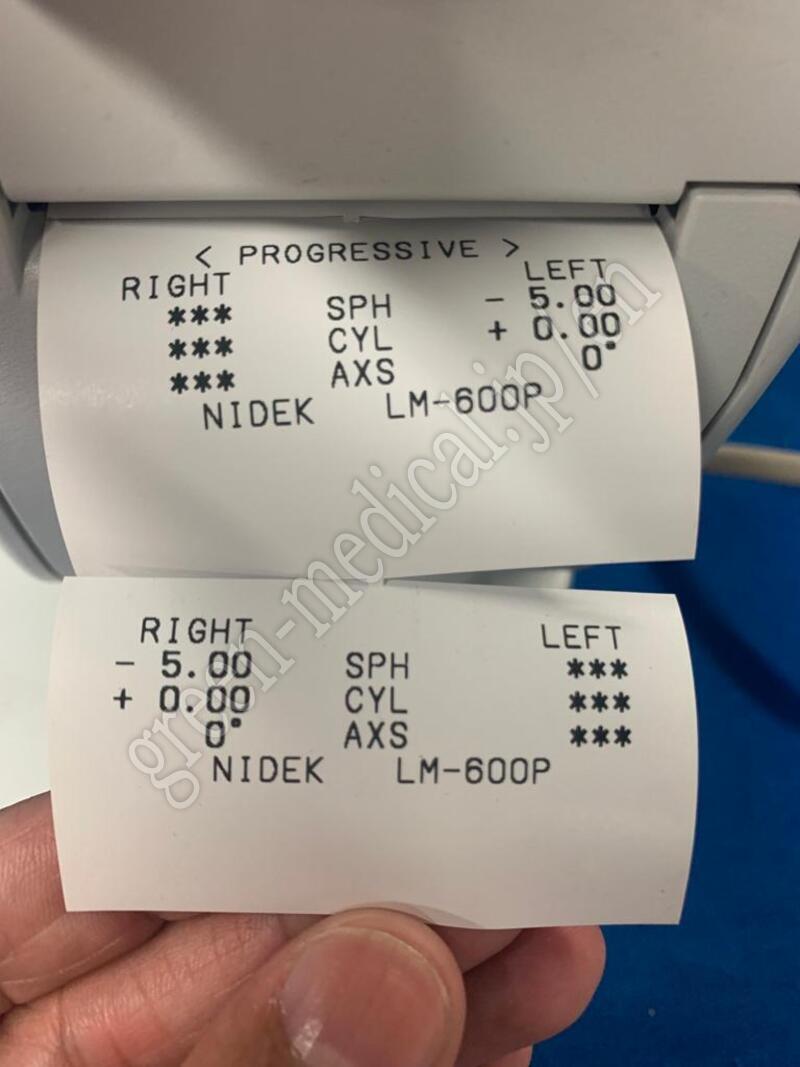 < PROGRESSIVE >
RIGHT LEFT
*** SPH - 5.00
*** CYL + 0.00
*** AXS 0°
NIDEK LM-600P
RIGHT LEFT
- 5.00 SPH ***
+ 0.00 CYL ***
0° AXS ***
NIDEK LM-600P
green-medical.jp/en